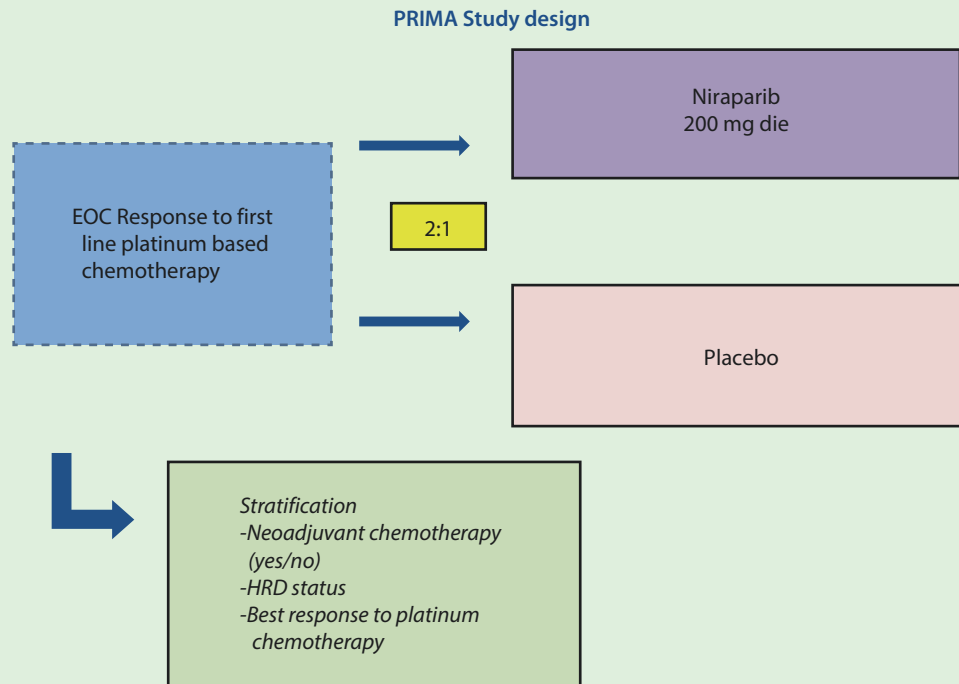 PRIMA Study design
Niraparib
200 mg die
EOC Response to first
line platinum based
chemotherapy
2:1
Placebo
Stratification
-Neoadjuvant chemotherapy
(yes/no)
-HRD status
-Best response to platinum
chemotherapy